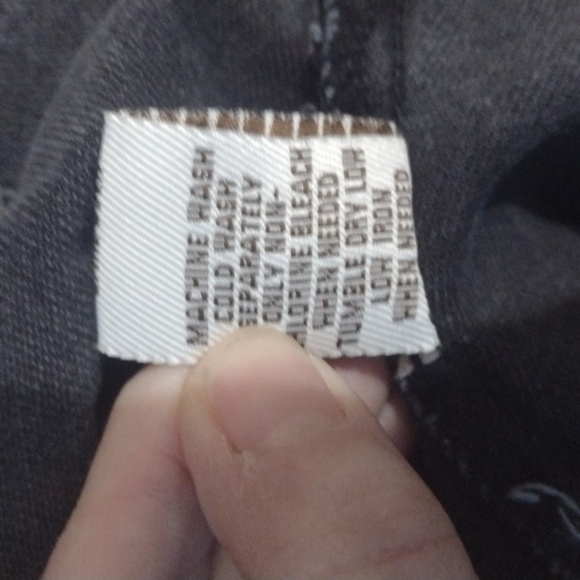 MACHINE WASH
COLD WASH
SEPARATELY
ONLY NON-
CHLORINE BLEACH
WHEN NEEDED
TUMBLE DRY LOW
LOW IRON
WHEN NEEDED